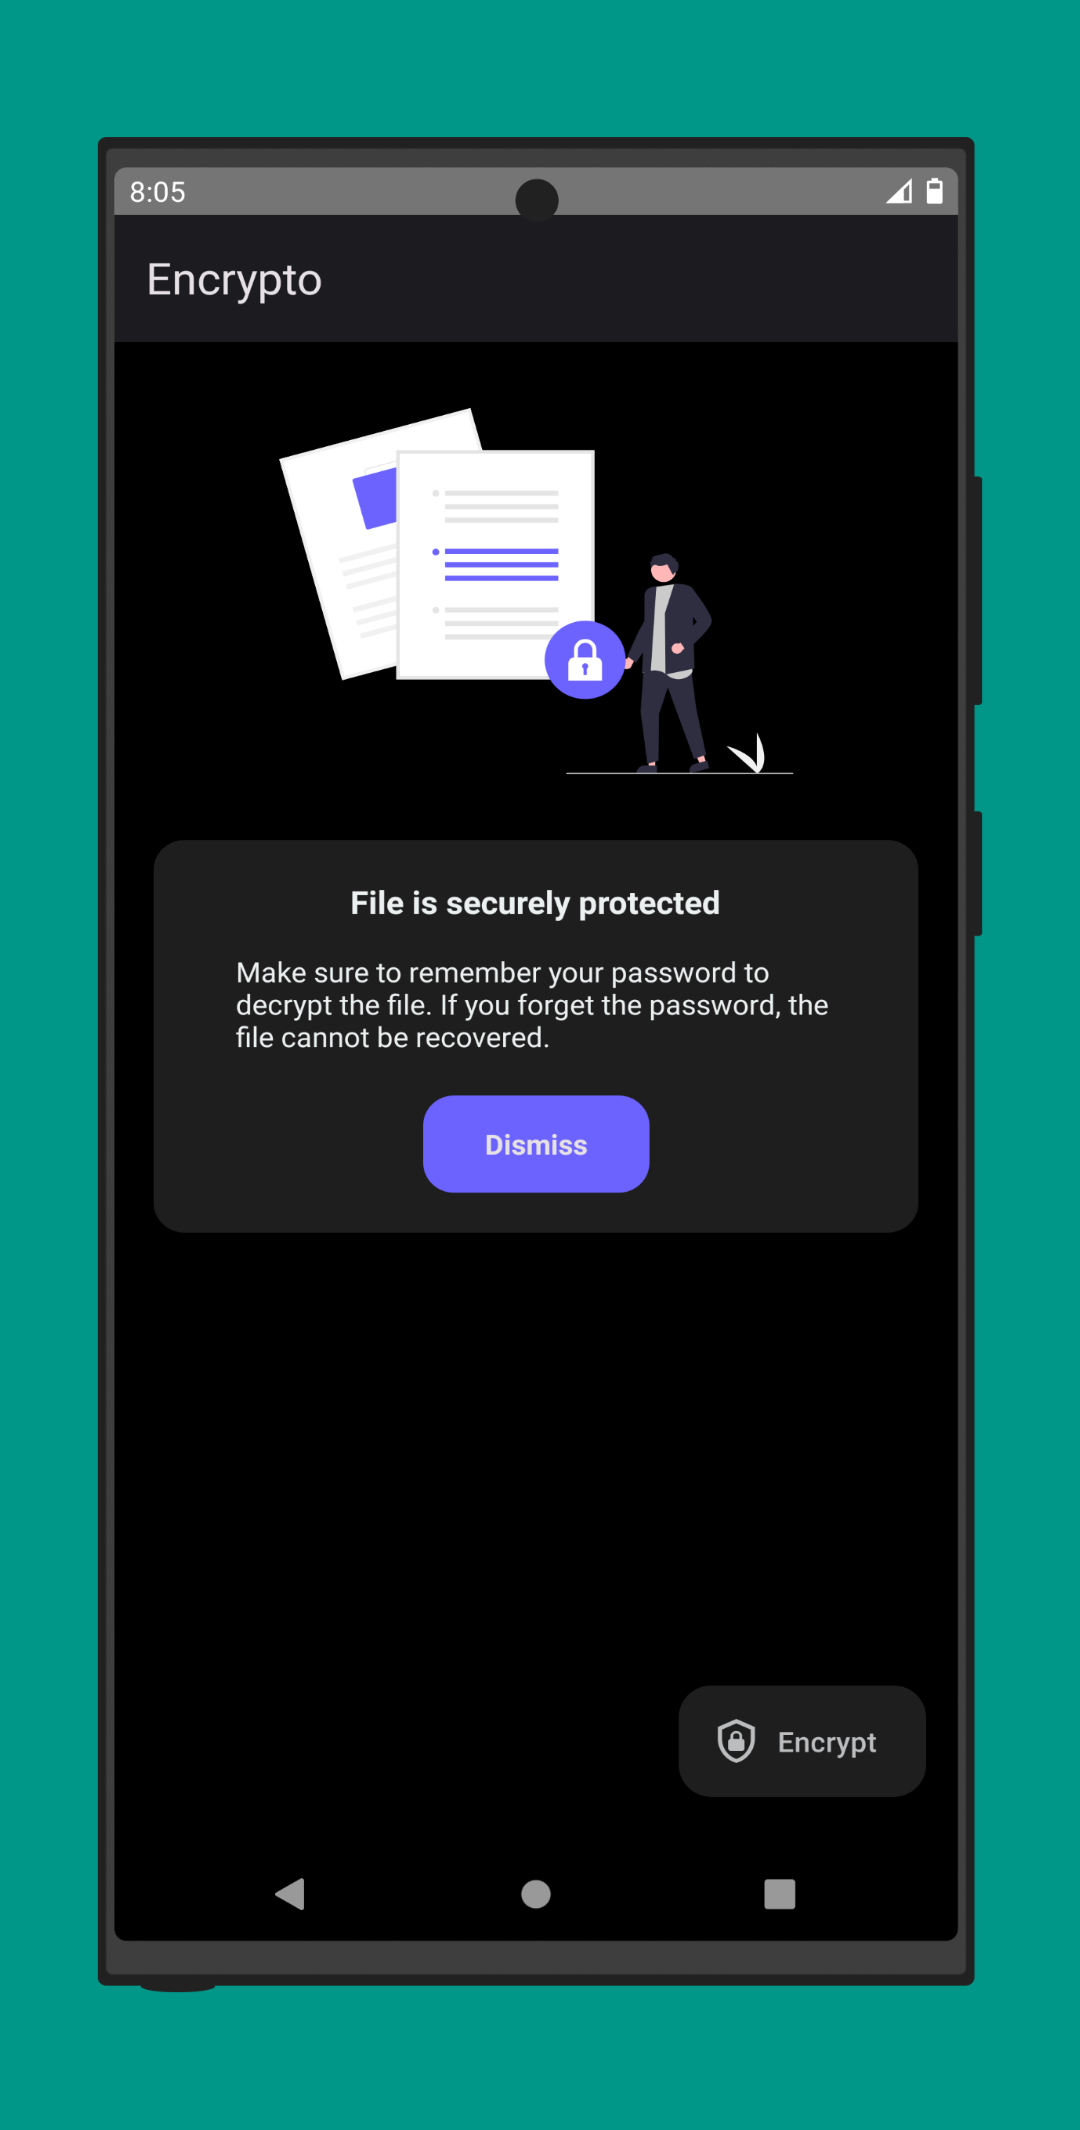 8:05
Encrypto
File is securely protected
Make sure to remember your password to
decrypt the file. If you forget the password, the
file cannot be recovered.
Dismiss
Encrypt